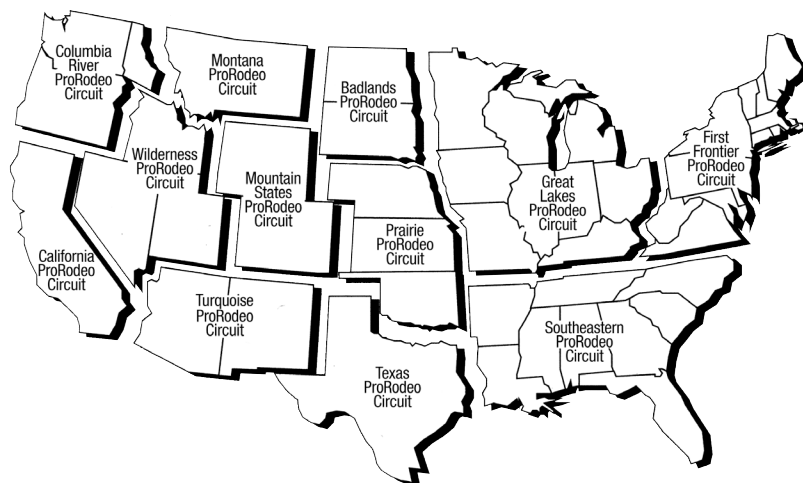 Columbia
River
ProRodeo
Circuit
Montana
ProRodeo
Circuit
Badlands
ProRodeo
Circuit
Wilderness
ProRodeo
Circuit
Mountain
States
ProRodeo
Circuit
First
Frontier
ProRodeo
Circuit
Great
Lakes
ProRodeo
Circuit
Prairie
ProRodeo
Circuit
California
ProRodeo
Circuit
Turquoise
ProRodeo
Circuit
Southeastern
ProRodeo
Circuit
Texas
ProRodeo
Circuit